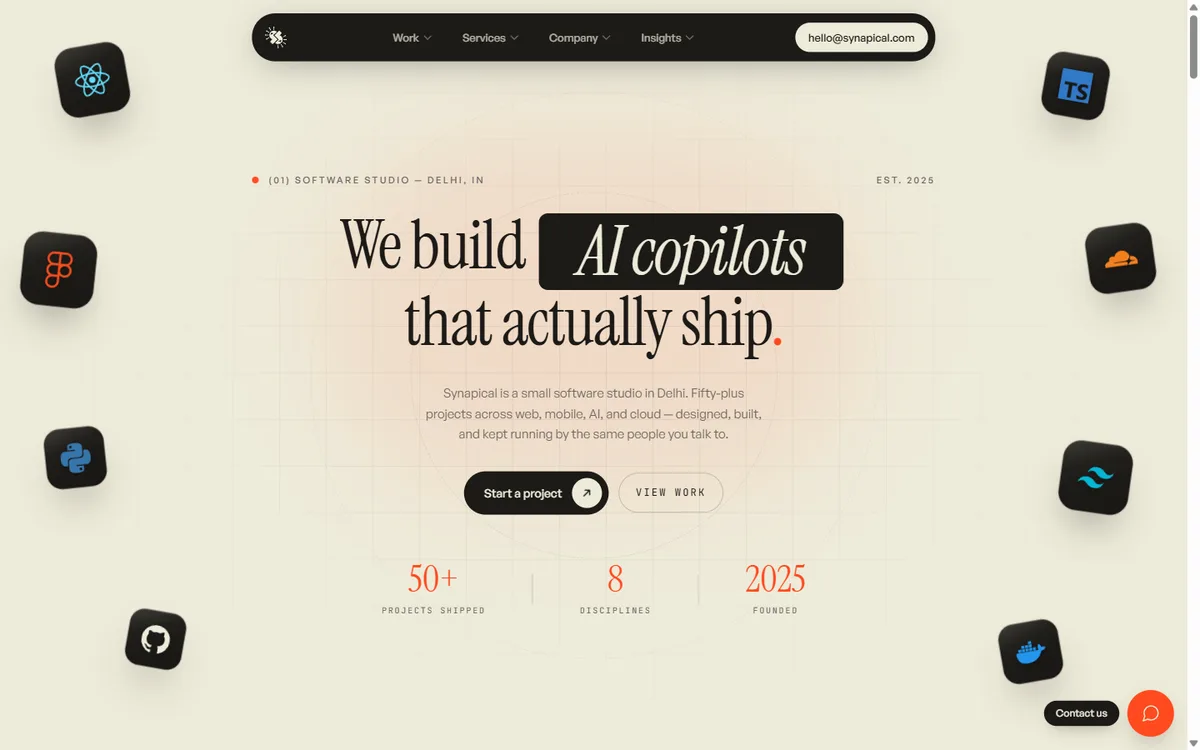 Work
Services
Company
Insights
hello@synapical.com
TS
(01) SOFTWARE STUDIO — DELHI, IN
EST. 2025
We build AI copilots
that actually ship.
Synapical is a small software studio in Delhi. Fifty-plus
projects across web, mobile, AI, and cloud — designed, built,
and kept running by the same people you talk to.
Start a project
VIEW WORK
50+
8
2025
PROJECTS SHIPPED
DISCIPLINES
FOUNDED
Contact us